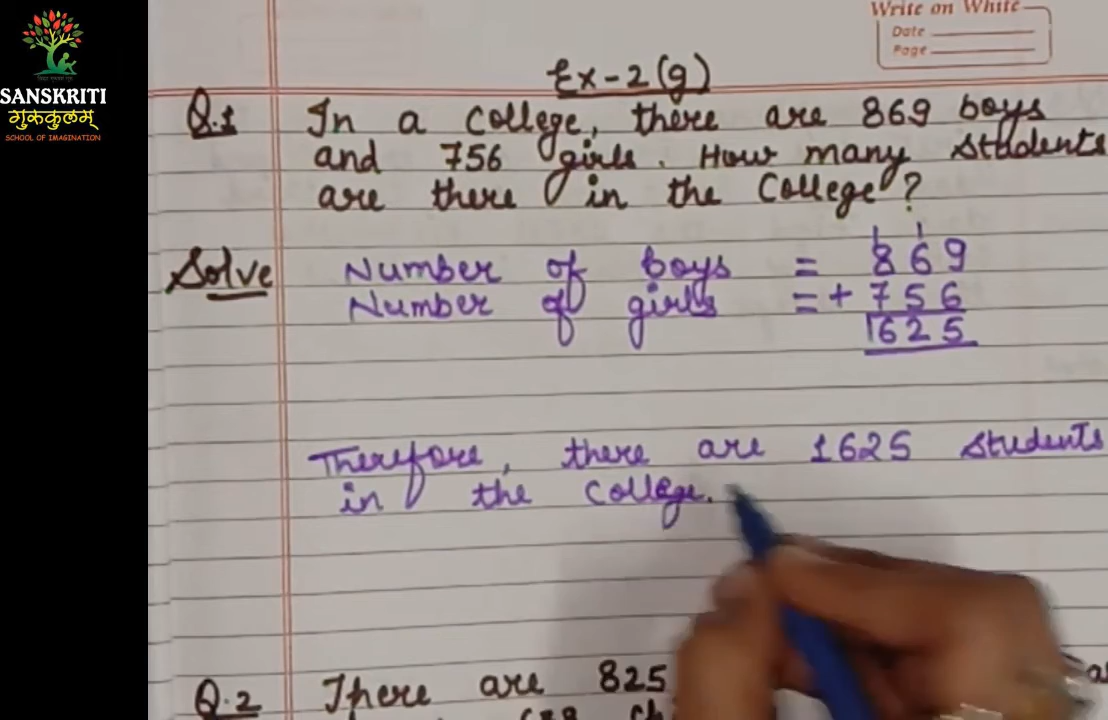 SANSKRITI
गुरुकुलम्
SCHOOL OF IMAGINATION
Write on White
Date
Page
Ex-2(g)
Q.1 In a college, there are 869 boys
and 756 girls. How many students
are there in the College?
1 1
Solve Number of boys = 869
Number of girls = + 756
1625
Therefore, there are 1625 students
in the College.
Q.2 There are 825